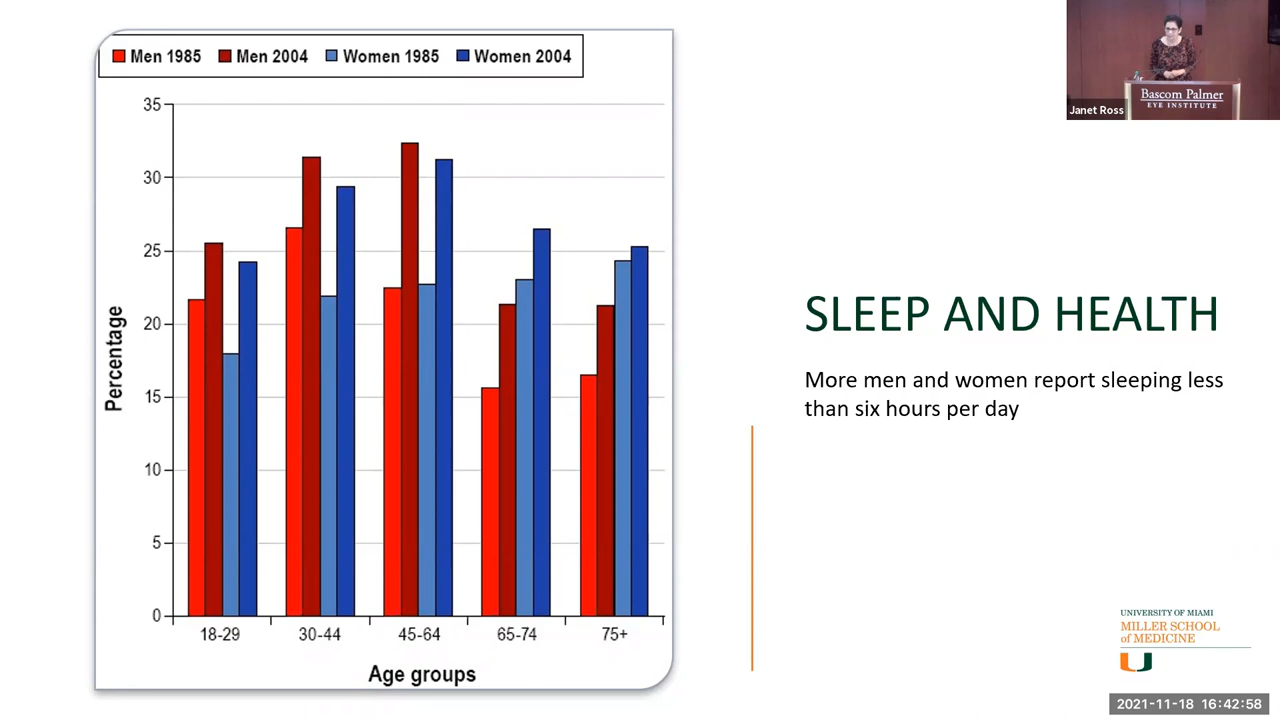 Men 1985 Men 2004 Women 1985 Women 2004
35
30
25
20
15
10
5
0
Percentage
18-29 30-44 45-64 65-74 75+
Age groups
Bascom Palmer
EYE INSTITUTE
Janet Ross
SLEEP AND HEALTH
More men and women report sleeping less
than six hours per day
UNIVERSITY OF MIAMI
MILLER SCHOOL
of MEDICINE
2021-11-18 16:42:58